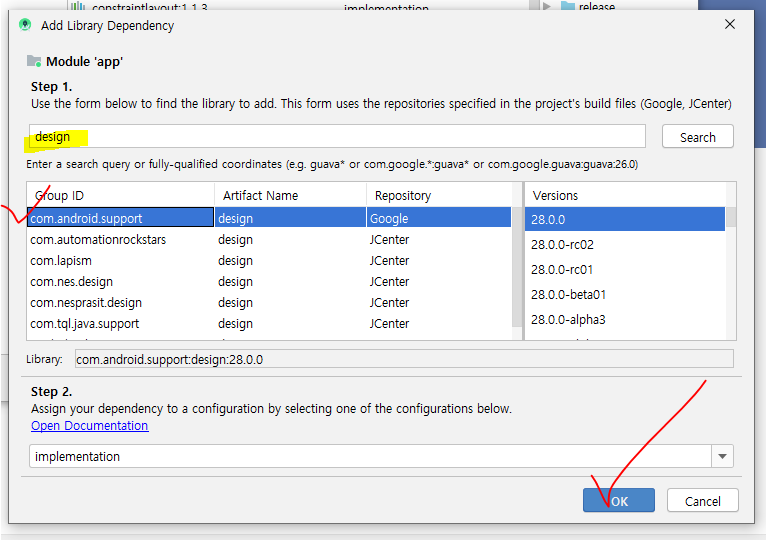 constraintlayout:1.1.3 implementation release
Add Library Dependency
Module 'app'
Step 1.
Use the form below to find the library to add. This form uses the repositories specified in the project's build files (Google, JCenter)
design Search
Enter a search query or fully-qualified coordinates (e.g. guava* or com.google.*:guava* or com.google.guava:guava:26.0)
Group ID Artifact Name Repository Versions
com.android.support design Google 28.0.0
com.automationrockstars design JCenter 28.0.0-rc02
com.lapism design JCenter 28.0.0-rc01
com.nes.design design JCenter 28.0.0-beta01
com.nesprasit.design design JCenter 28.0.0-alpha3
com.tql.java.support design JCenter
Library: com.android.support:design:28.0.0
Step 2.
Assign your dependency to a configuration by selecting one of the configurations below.
Open Documentation
implementation
OK Cancel